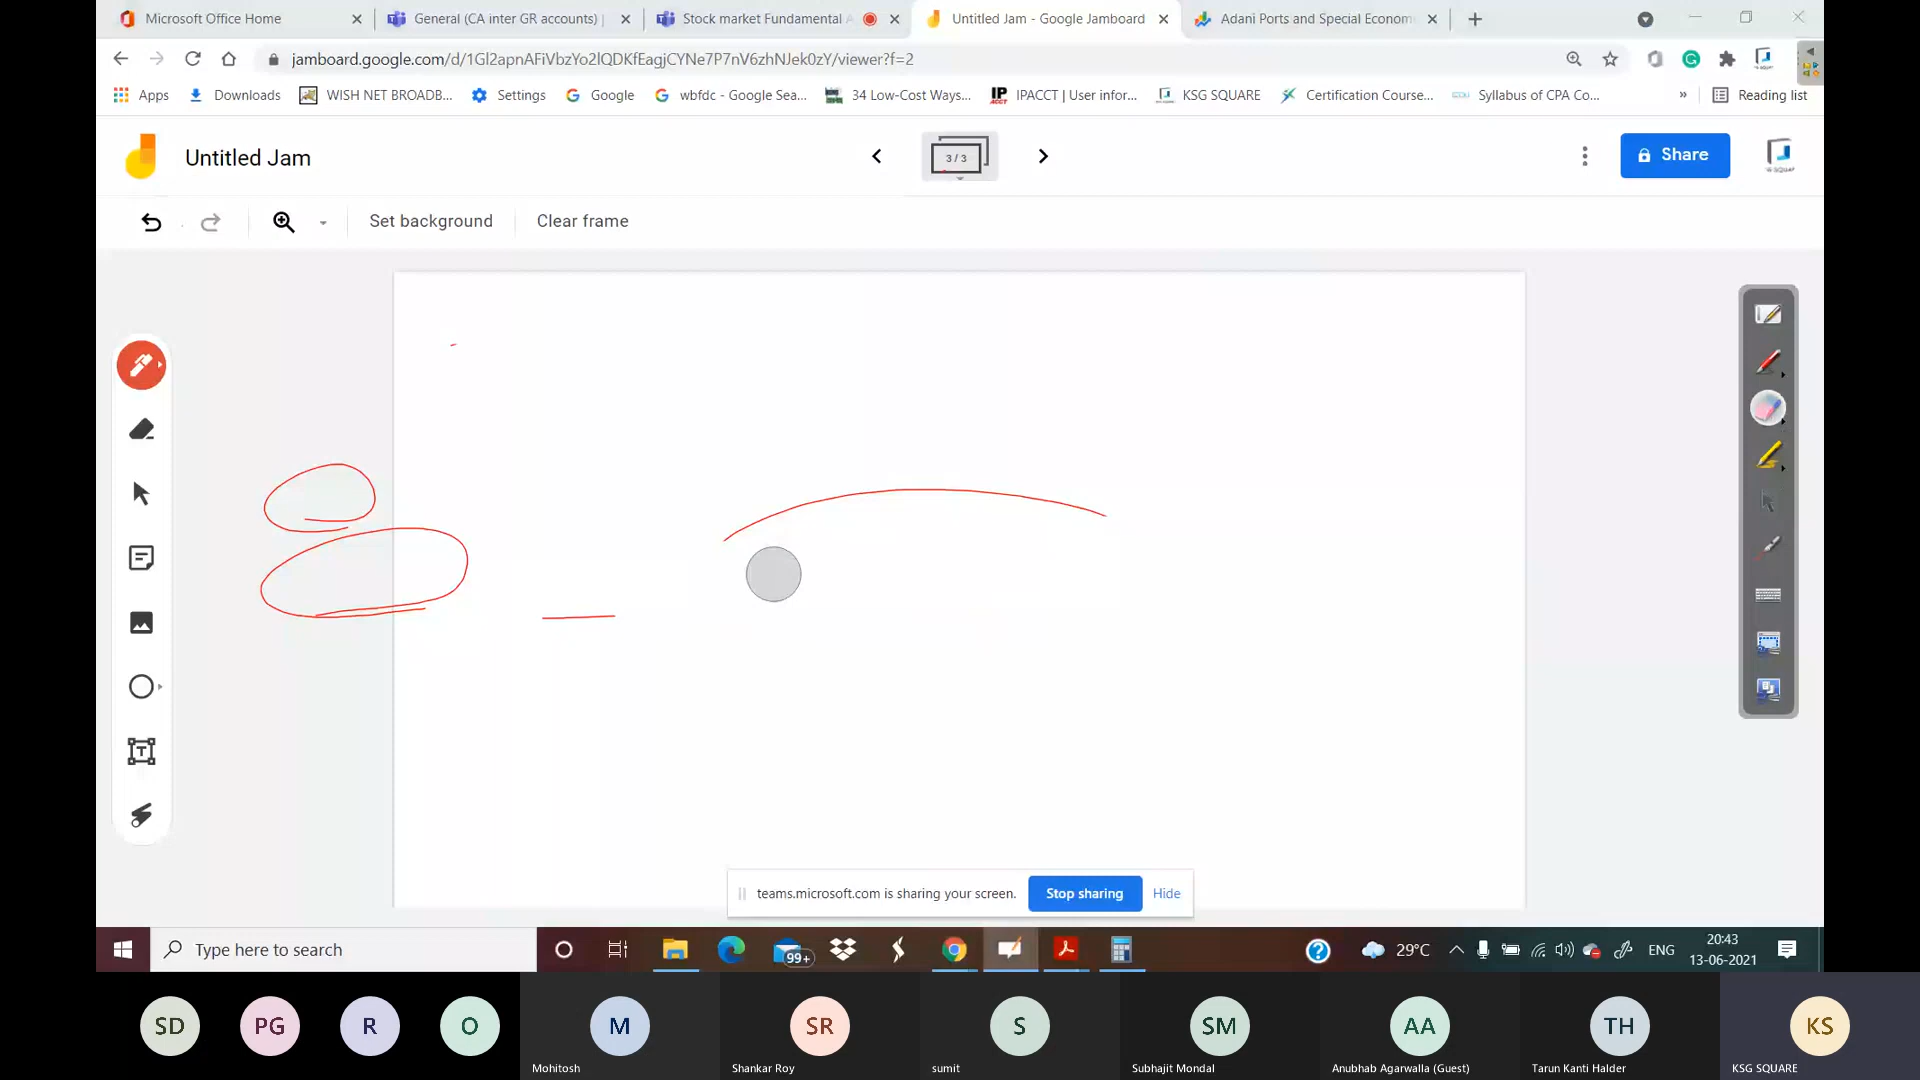 Microsoft Office Home
General (CA inter GR accounts) |
Stock market Fundamental A
Untitled Jam - Google Jamboard
Adani Ports and Special Econom
jamboard.google.com/d/1Gl2apnAFiVbzYo2lQDKfEagjCYNe7P7nV6zhNJek0zY/viewer?f=2
Apps
Downloads
WISH NET BROADB...
Settings
Google
wbfdc - Google Sea...
34 Low-Cost Ways...
IP ACCT
IPACCT | User infor...
KSG SQUARE
Certification Course...
Syllabus of CPA Co...
»
Reading list
Untitled Jam
3 / 3
Share
Set background
Clear frame
teams.microsoft.com is sharing your screen.
Stop sharing
Hide
Type here to search
99+
29°C
ENG
20:43
13-06-2021
SD
PG
R
O
M
SR
S
SM
AA
TH
KS
Mohitosh
Shankar Roy
sumit
Subhajit Mondal
Anubhab Agarwalla (Guest)
Tarun Kanti Halder
KSG SQUARE